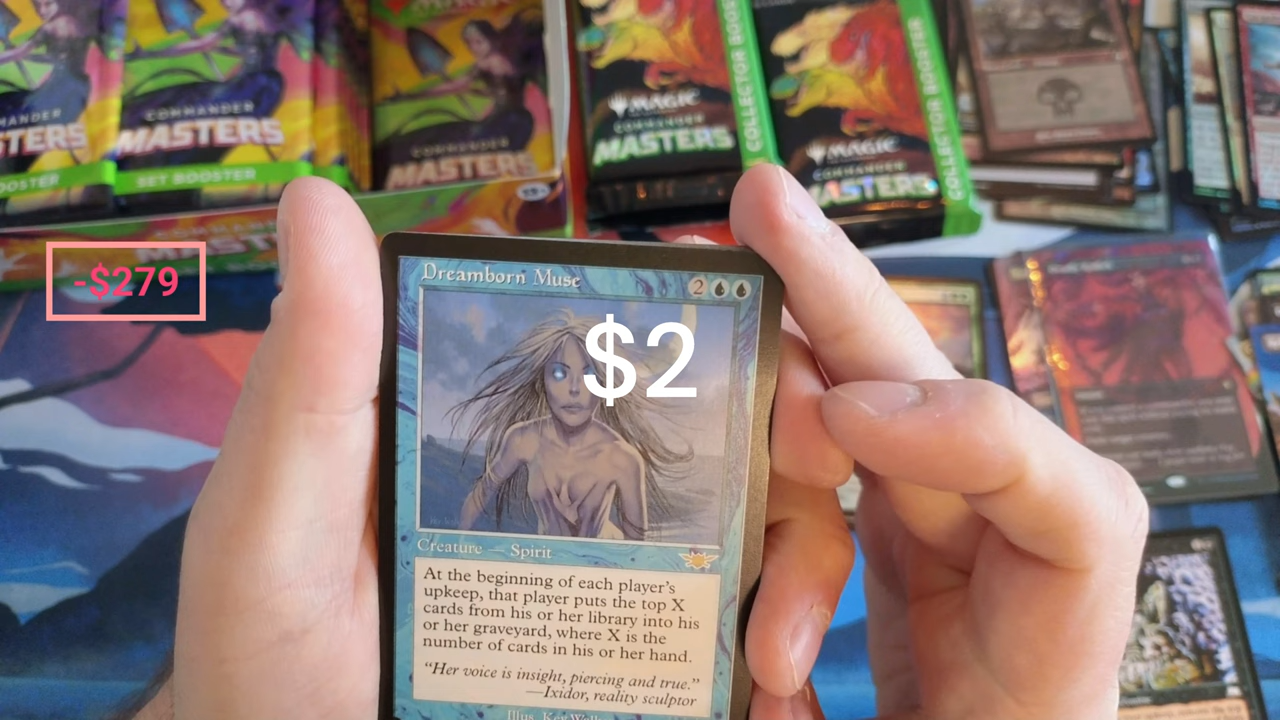 COMMANDER
MASTERS
SET BOOSTER
MASTERS
BOOSTER
MASTERS
MAGIC
COMMANDER
MASTERS
COLLECTOR BOOSTER
MAGIC
COMMANDER
MASTERS
COLLECTOR BOOSTER
-$279
Dreamborn Muse
2
$2
Creature — Spirit
At the beginning of each player's
upkeep, that player puts the top X
cards from his or her library into his
or her graveyard, where X is the
number of cards in his or her hand.
"Her voice is insight, piercing and true."
—Ixidor, reality sculptor